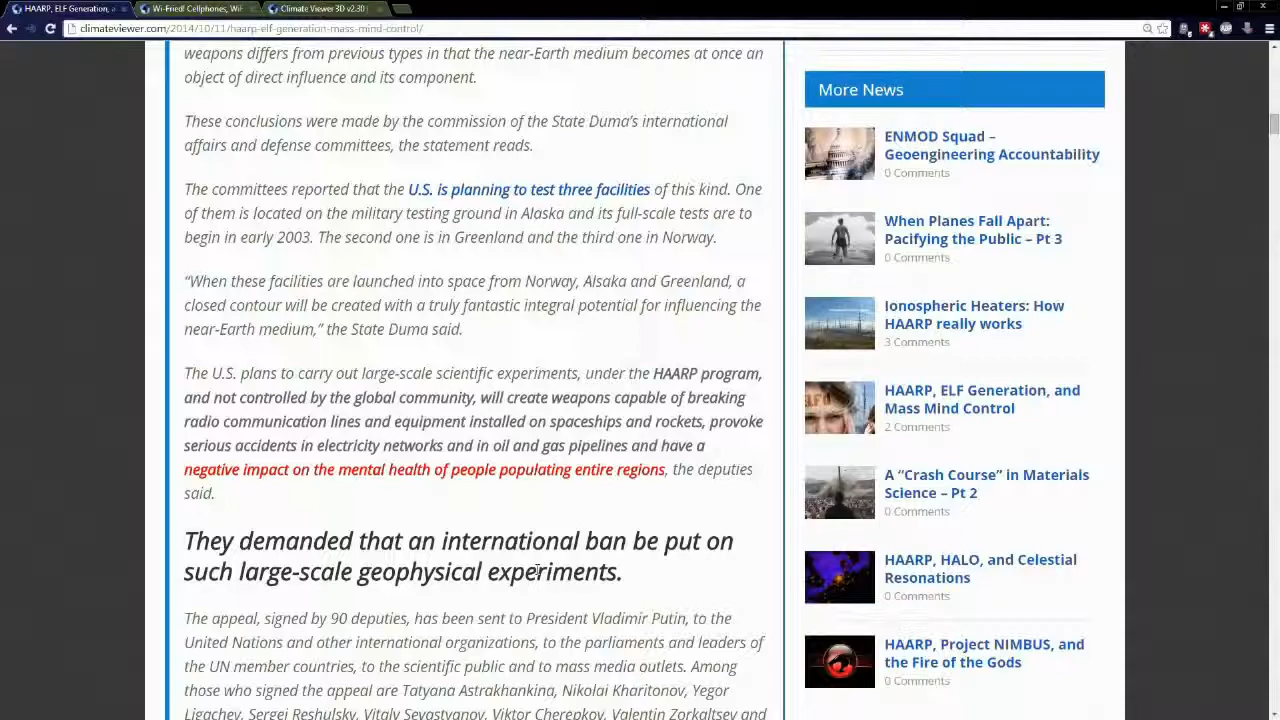 HAARP, ELF Generation, a
Wi-Fried! Cellphones, WiF
Climate Viewer 3D v2.30 |
climateviewer.com/2014/10/11/haarp-elf-generation-mass-mind-control/
weapons differs from previous types in that the near-Earth medium becomes at once an
object of direct influence and its component.
These conclusions were made by the commission of the State Duma’s international
affairs and defense committees, the statement reads.
The committees reported that the U.S. is planning to test three facilities of this kind. One
of them is located on the military testing ground in Alaska and its full-scale tests are to
begin in early 2003. The second one is in Greenland and the third one in Norway.
“When these facilities are launched into space from Norway, Alsaka and Greenland, a
closed contour will be created with a truly fantastic integral potential for influencing the
near-Earth medium,” the State Duma said.
The U.S. plans to carry out large-scale scientific experiments, under the HAARP program,
and not controlled by the global community, will create weapons capable of breaking
radio communication lines and equipment installed on spaceships and rockets, provoke
serious accidents in electricity networks and in oil and gas pipelines and have a
negative impact on the mental health of people populating entire regions, the deputies
said.
They demanded that an international ban be put on
such large-scale geophysical experiments.
The appeal, signed by 90 deputies, has been sent to President Vladimir Putin, to the
United Nations and other international organizations, to the parliaments and leaders of
the UN member countries, to the scientific public and to mass media outlets. Among
those who signed the appeal are Tatyana Astrakhankina, Nikolai Kharitonov, Yegor
Ligachev, Sergei Reshulsky, Vitaly Sevastyanov, Viktor Cherepkov, Valentin Zorkaltsev and
More News
ENMOD Squad –
Geoengineering Accountability
0 Comments
When Planes Fall Apart:
Pacifying the Public – Pt 3
0 Comments
Ionospheric Heaters: How
HAARP really works
3 Comments
HAARP, ELF Generation, and
Mass Mind Control
2 Comments
A “Crash Course” in Materials
Science – Pt 2
0 Comments
HAARP, HALO, and Celestial
Resonations
0 Comments
HAARP, Project NIMBUS, and
the Fire of the Gods
0 Comments